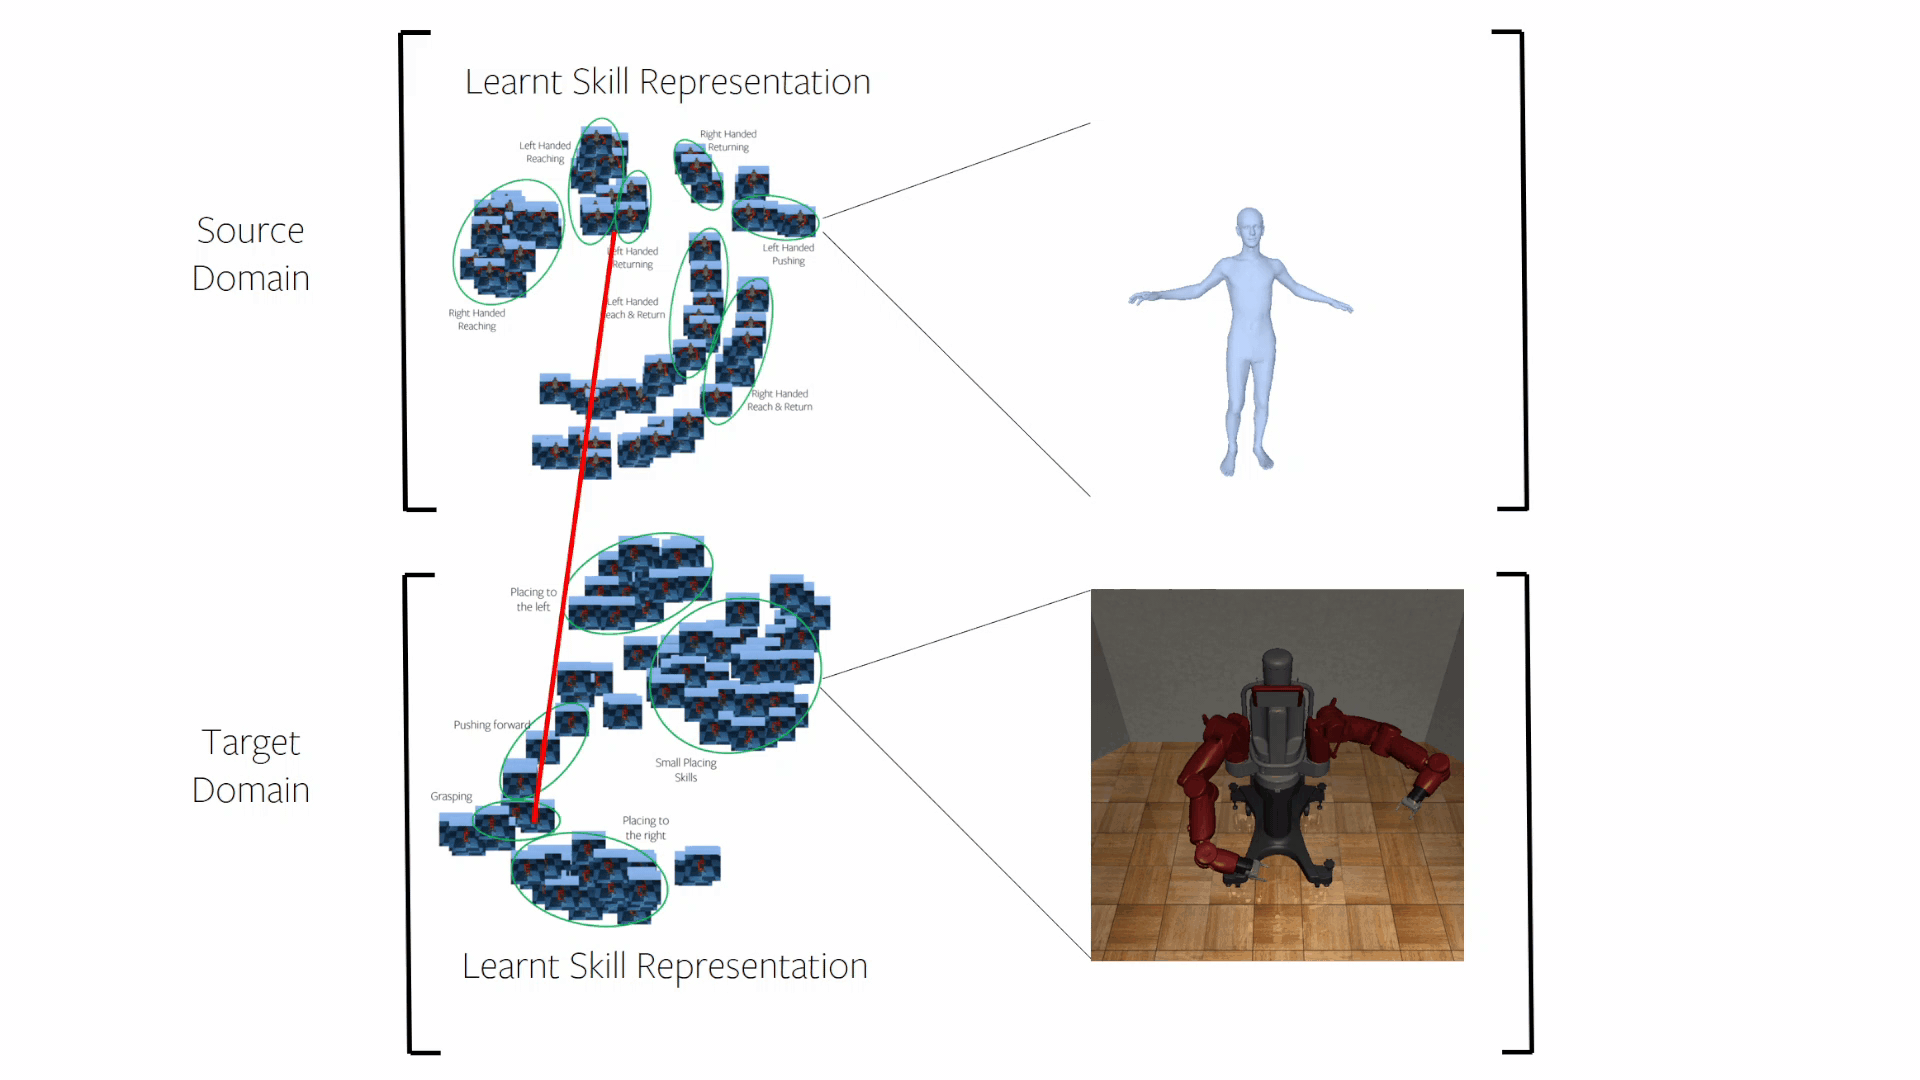 Learnt Skill Representation
Left Handed
Reaching
Right Handed
Returning
Source
Domain
Left Handed
Returning
Left Handed
Pushing
Right Handed
Reaching
Left Handed
Reach & Return
Right Handed
Reach & Return
Placing to
the left
Target
Domain
Pushing forward
Small Placing
Skills
Grasping
Placing to
the right
Learnt Skill Representation